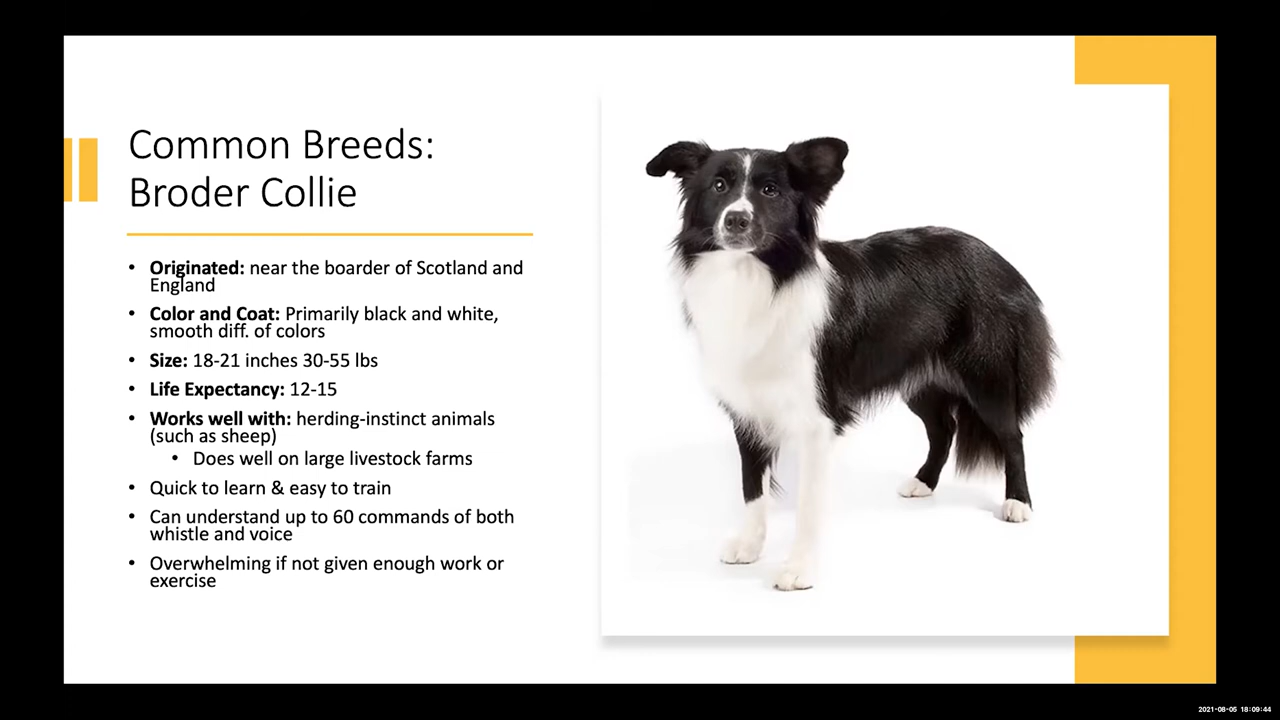 Common Breeds:
Broder Collie
• Originated: near the boarder of Scotland and
England
• Color and Coat: Primarily black and white,
smooth diff. of colors
• Size: 18-21 inches 30-55 lbs
• Life Expectancy: 12-15
• Works well with: herding-instinct animals
(such as sheep)
• Does well on large livestock farms
• Quick to learn & easy to train
• Can understand up to 60 commands of both
whistle and voice
• Overwhelming if not given enough work or
exercise
2021-08-05 18:09:44